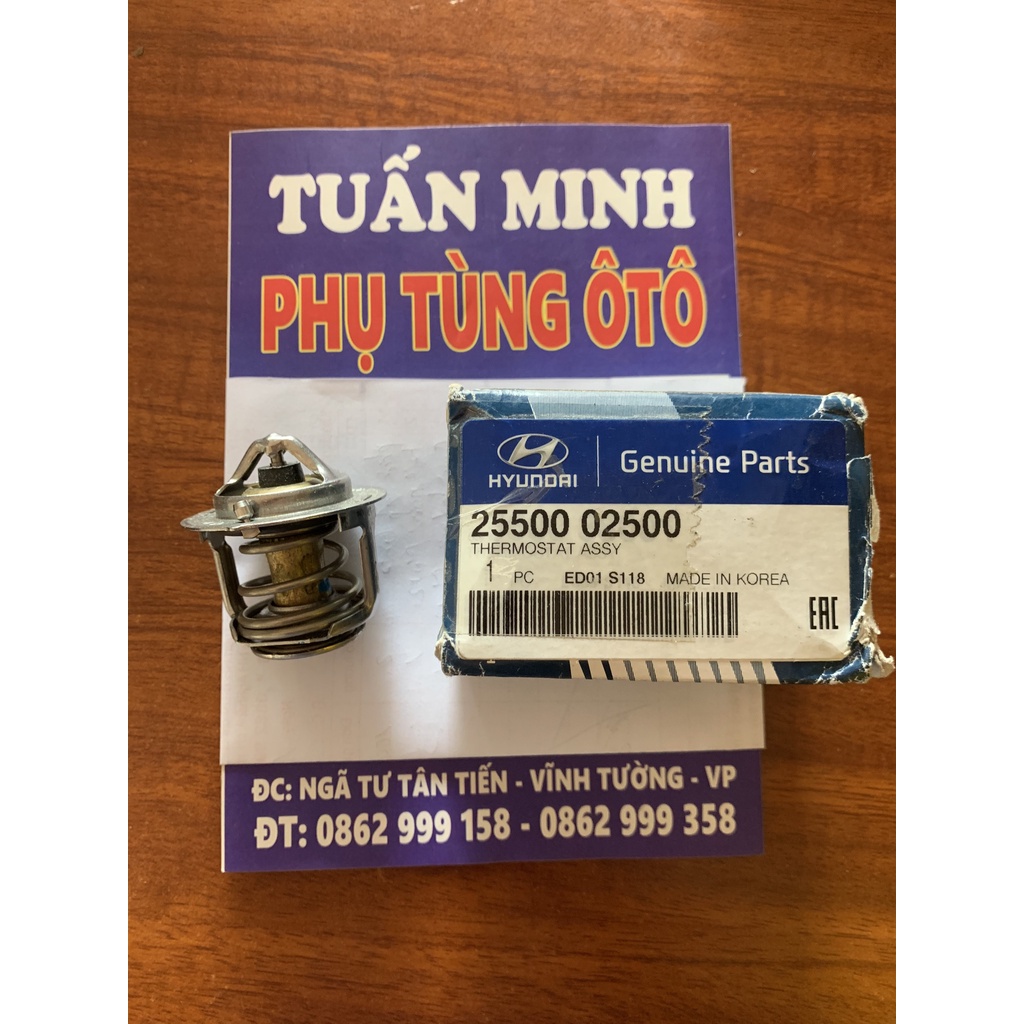 TUẤN MINH
PHỤ TÙNG ÔTÔ
HYUNDAI
Genuine Parts
25500 02500
THERMOSTAT ASSY
1 PC ED01 S118 MADE IN KOREA
EAC
ĐC: NGÃ TƯ TÂN TIẾN - VĨNH TƯỜNG - VP
ĐT: 0862 999 158 - 0862 999 358